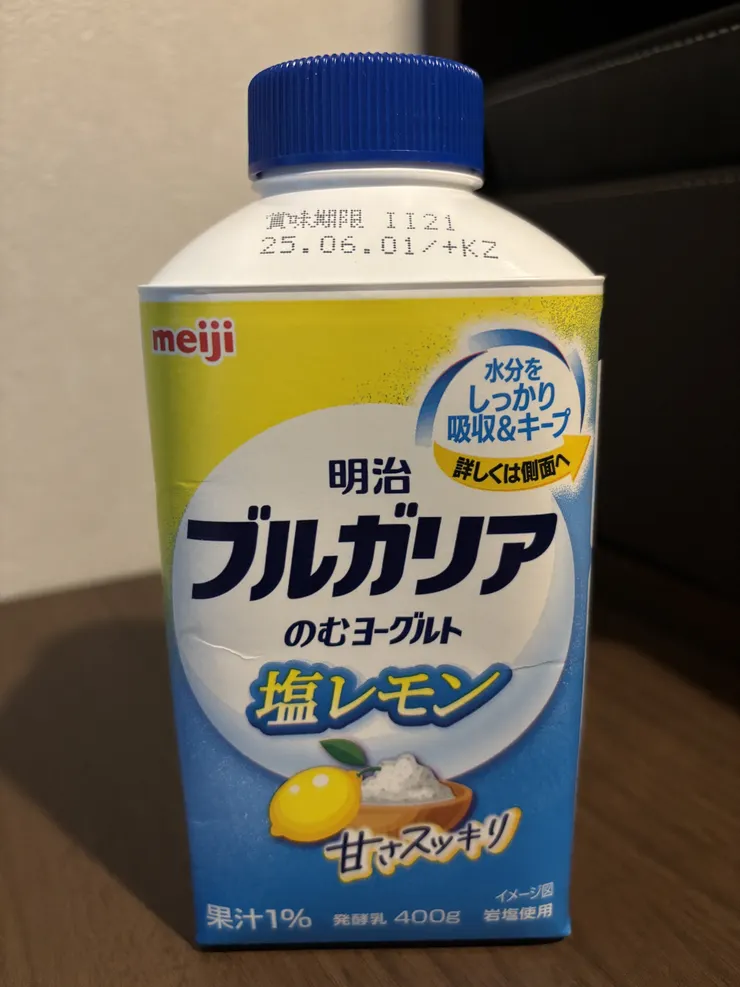 賞味期限 II21
25.06.01/+KZ
meiji
水分を
しっかり
吸収&キープ
詳しくは側面へ
明治
ブルガリア
のむヨーグルト
塩レモン
甘さスッキリ
イメージ図
果汁1% 発酵乳 400g 岩塩使用